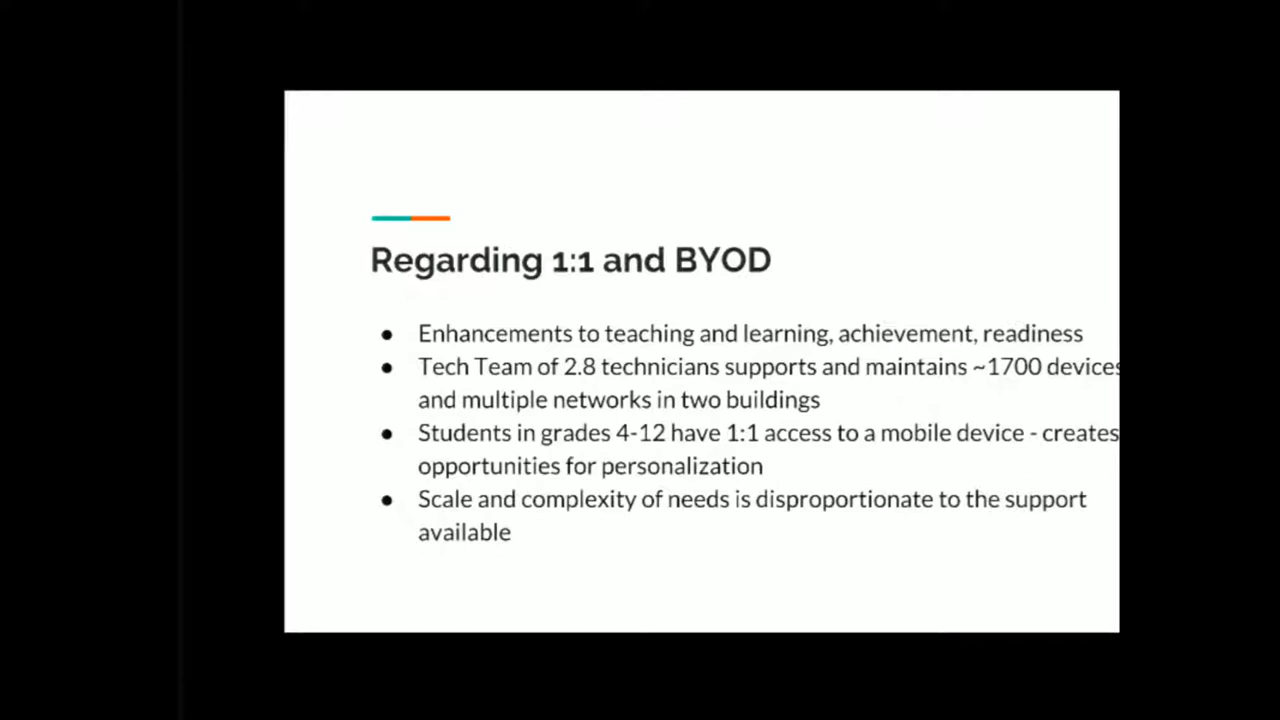 Regarding 1:1 and BYOD
● Enhancements to teaching and learning, achievement, readiness
● Tech Team of 2.8 technicians supports and maintains ~1700 devices
and multiple networks in two buildings
● Students in grades 4-12 have 1:1 access to a mobile device - creates
opportunities for personalization
● Scale and complexity of needs is disproportionate to the support
available